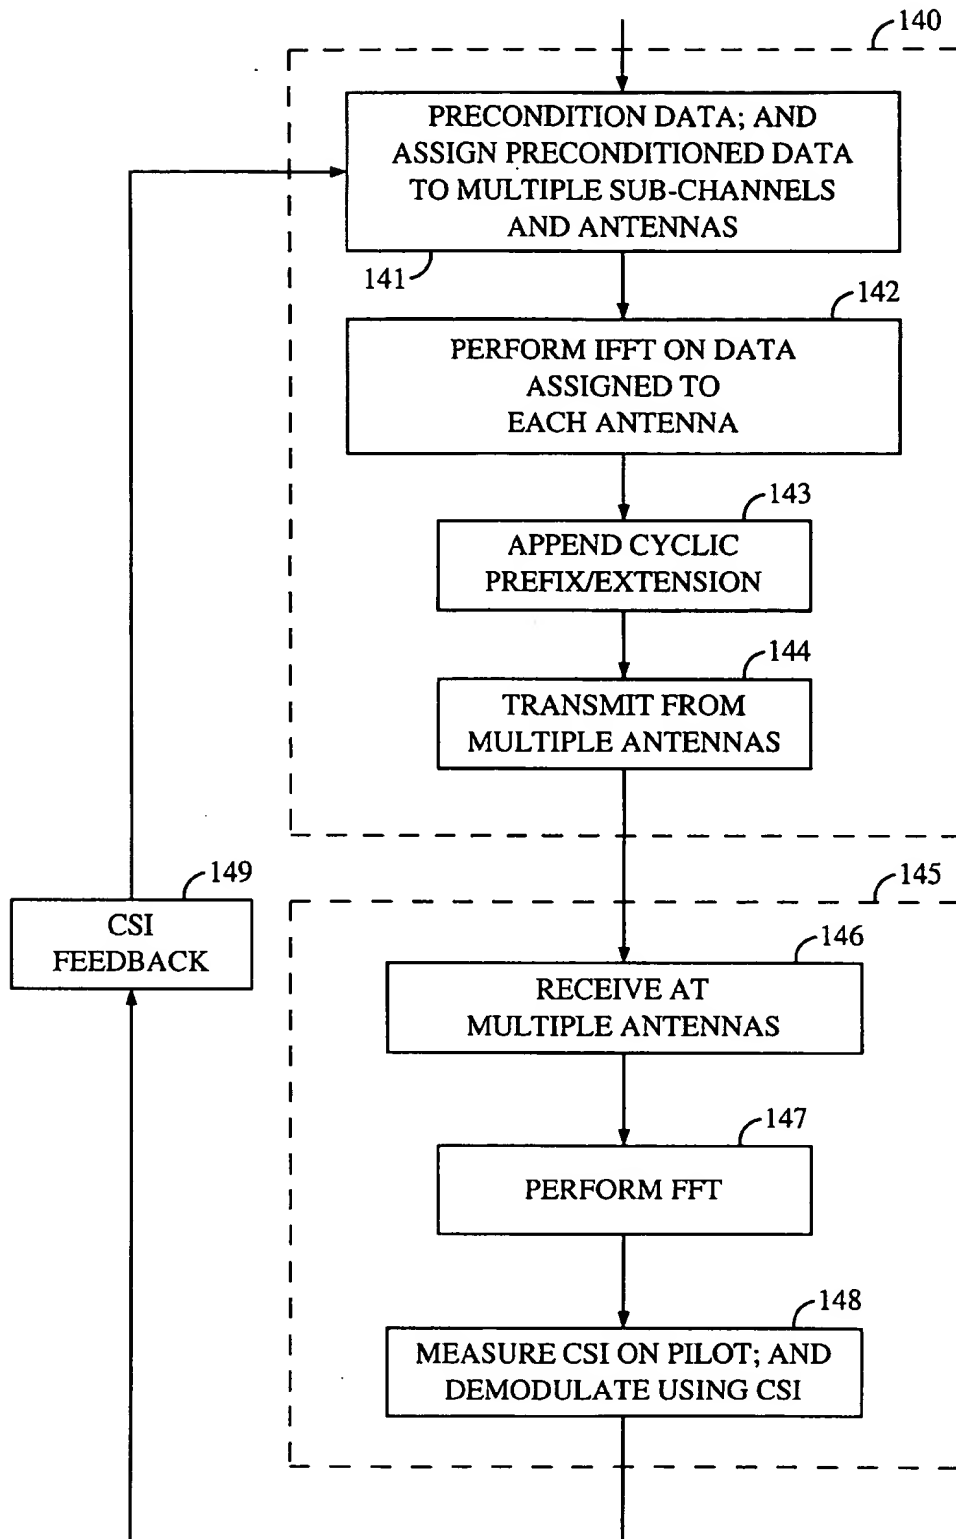 140
PRECONDITION DATA; AND
ASSIGN PRECONDITIONED DATA
TO MULTIPLE SUB-CHANNELS
AND ANTENNAS
141
142
PERFORM IFFT ON DATA
ASSIGNED TO
EACH ANTENNA
143
APPEND CYCLIC
PREFIX/EXTENSION
144
TRANSMIT FROM
MULTIPLE ANTENNAS
149
CSI
FEEDBACK
145
146
RECEIVE AT
MULTIPLE ANTENNAS
147
PERFORM FFT
148
MEASURE CSI ON PILOT; AND
DEMODULATE USING CSI